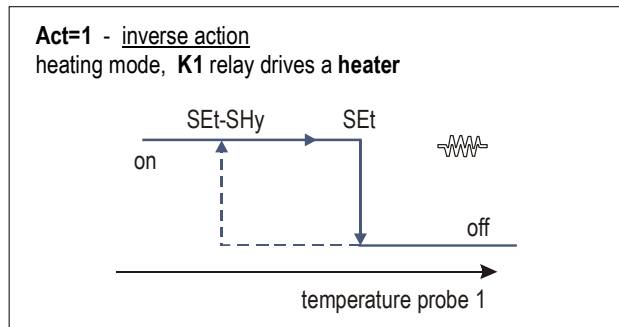 Act=1 - inverse action
heating mode, K1 relay drives a heater
SEt-SHy SEt
on
off
temperature probe 1